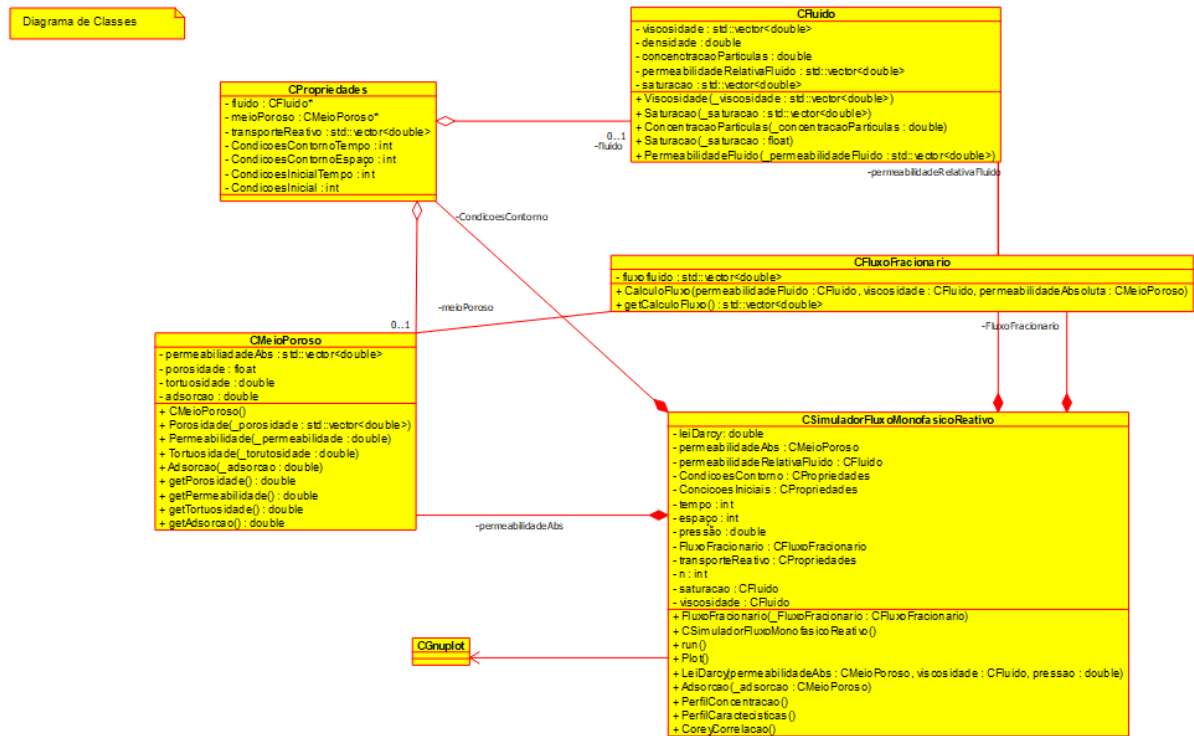 Diagrama de Classes
CFluido
- viscosidade : std::vector<double>
- densidade : double
- concenctracaoParticulas : double
- permeabilidadeRelativaFluido : std::vector<double>
- saturacao : std::vector<double>
+ Viscosidade(_viscosidade : std::vector<double>)
+ Saturacao(_saturacao : std::vector<double>)
+ ConcentracaoParticulas(_concentracaoParticulas : double)
+ Saturacao(_saturacao : float)
+ PermeabilidadeFluido(_permeabilidadeFluido : std::vector<double>)
CPropriedades
- fluido : CFluido*
- meioPoroso : CMeioPoroso*
- transporteReativo : std::vector<double>
- CondicoesContornoTempo : int
- CondicoesContornoEspaço : int
- CondicoesInicialTempo : int
- CondicoesInicial : int
0..1
-fluido
-permeabilidadeRelativaFluido
-CondicoesContorno
CFluxoFracionario
- fluxofluido : std::vector<double>
+ CalculoFluxo(permeabilidadeFluido : CFluido, viscosidade : CFluido, permeabilidadeAbsoluta : CMeioPoroso)
+ getCalculoFluxo() : std::vector<double>
-meioPoroso
0..1
-FluxoFracionario
CMeioPoroso
- permeabiliadadeAbs : std::vector<double>
- porosidade : float
- tortuosidade : double
- adsorcao : double
+ CMeioPoroso()
+ Porosidade(_porosidade : std::vector<double>)
+ Permeabilidade(_permeabilidade : double)
+ Tortuosidade(_torutosidade : double)
+ Adsorcao(_adsorcao : double)
+ getPorosidade() : double
+ getPermeabilidade() : double
+ getTortuosidade() : double
+ getAdsorcao() : double
-permeabilidadeAbs
CSimuladorFluxoMonofasicoReativo
- leiDarcy: double
- permeabilidadeAbs : CMeioPoroso
- permeabilidadeRelativaFluido : CFluido
- CondicoesContorno : CPropriedades
- ConcicoesIniciais : CPropriedades
- tempo : int
- espaço : int
- pressão : double
- FluxoFracionario : CFluxoFracionario
- transporteReativo : CPropriedades
- n : int
- saturacao : CFluido
- viscosidade : CFluido
+ FluxoFracionario(_FluxoFracionario : CFluxoFracionario)
+ CSimuladorFluxoMonofasicoReativo()
+ run()
+ Plot()
+ LeiDarcy(permeabilidadeAbs : CMeioPoroso, viscosidade : CFluido, pressao : double)
+ Adsorcao(_adsorcao : CMeioPoroso)
+ PerfilConcentracao()
+ PerfilCaractecisticas()
+ CoreyCorrelacao()
CGnuplot